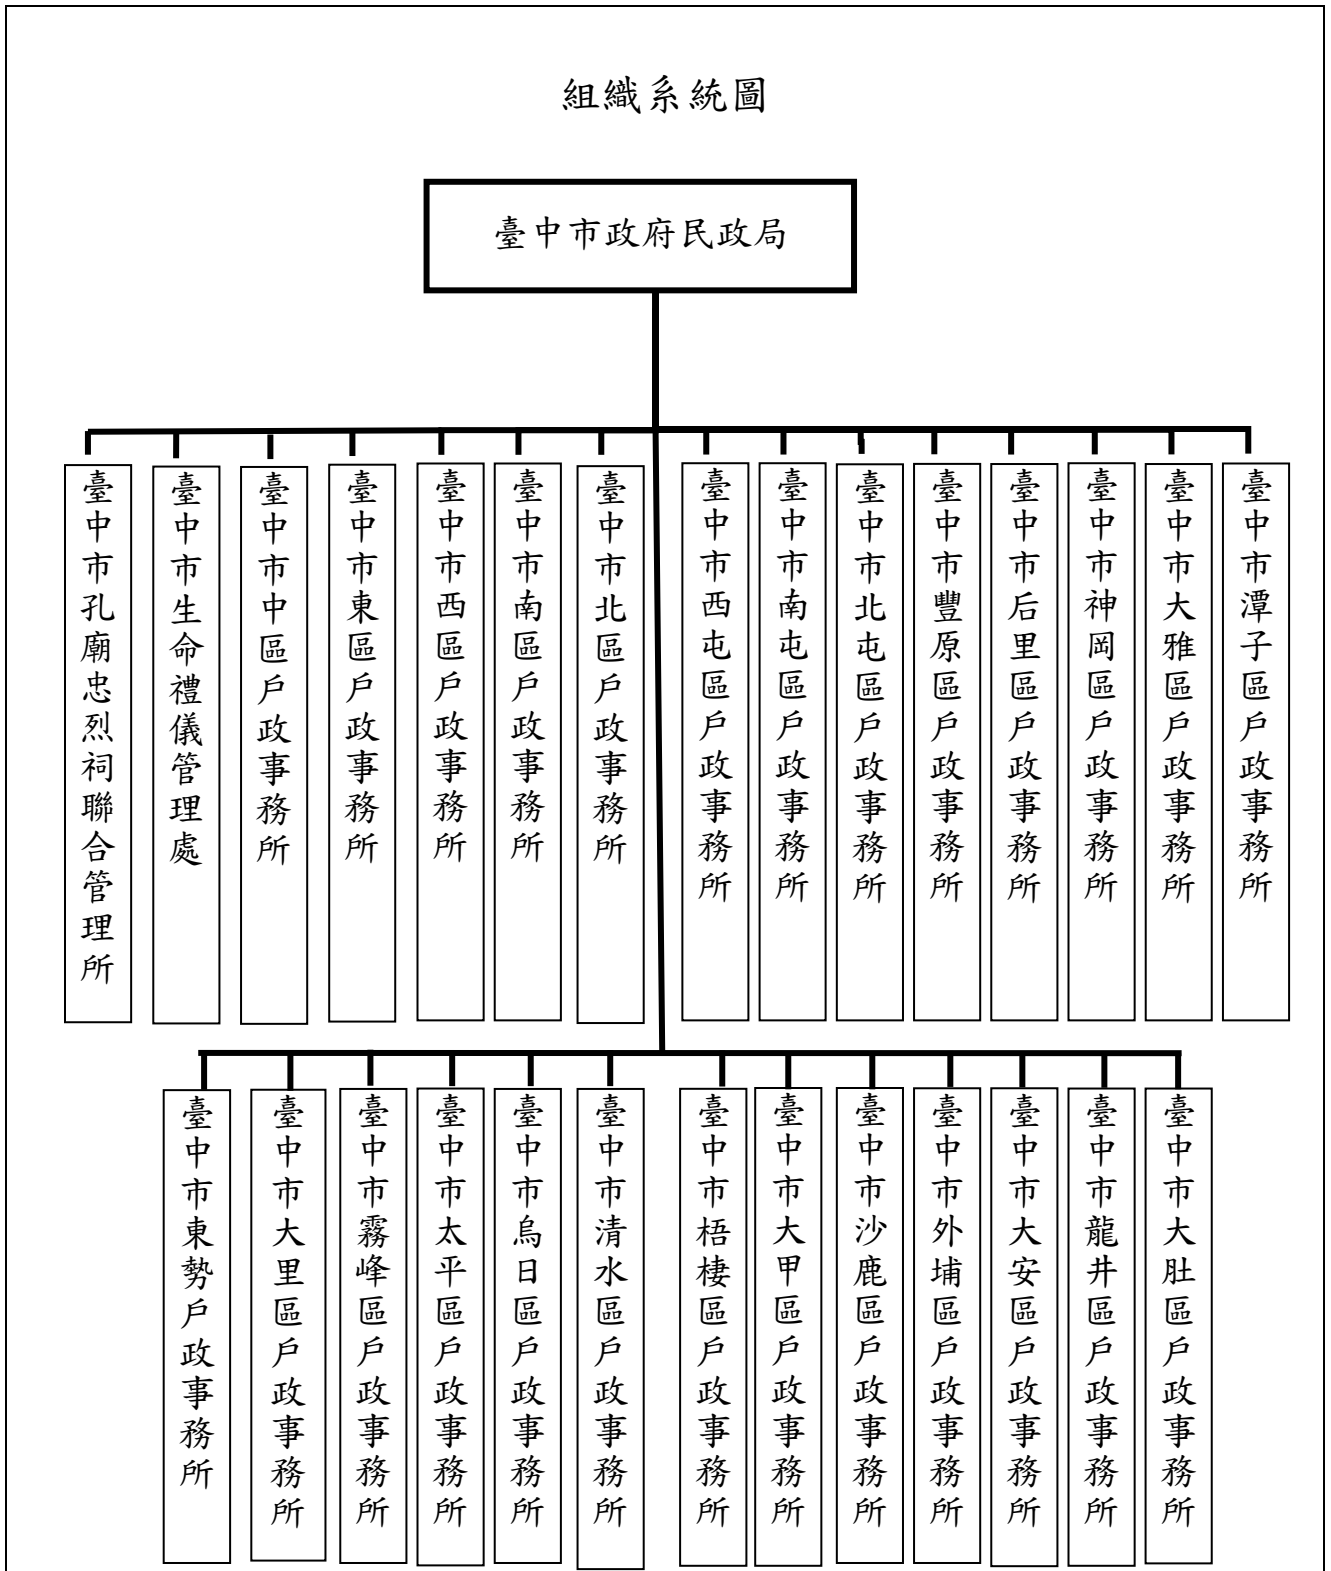 組織系統圖
臺中市政府民政局
臺中市孔廟忠烈祠聯合管理所
臺中市生命禮儀管理處
臺中市中區戶政事務所
臺中市東區戶政事務所
臺中市西區戶政事務所
臺中市南區戶政事務所
臺中市北區戶政事務所
臺中市西屯區戶政事務所
臺中市南屯區戶政事務所
臺中市北屯區戶政事務所
臺中市豐原區戶政事務所
臺中市后里區戶政事務所
臺中市神岡區戶政事務所
臺中市大雅區戶政事務所
臺中市潭子區戶政事務所
臺中市東勢戶政事務所
臺中市大里區戶政事務所
臺中市霧峰區戶政事務所
臺中市太平區戶政事務所
臺中市烏日區戶政事務所
臺中市清水區戶政事務所
臺中市梧棲區戶政事務所
臺中市大甲區戶政事務所
臺中市沙鹿區戶政事務所
臺中市外埔區戶政事務所
臺中市大安區戶政事務所
臺中市龍井區戶政事務所
臺中市大肚區戶政事務所